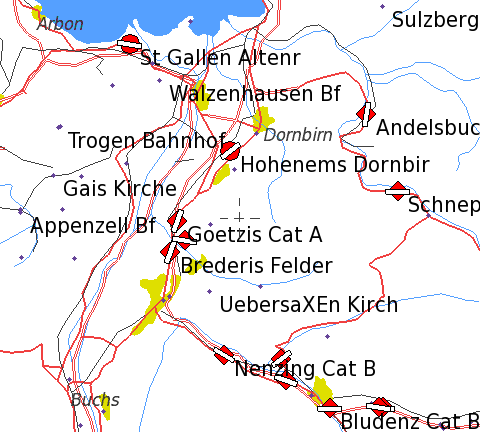 Sulzberg
Arbon
St Gallen Altenr
Walzenhausen Bf
Andelsbuc
Dornbirn
Trogen Bahnhof
Hohenems Dornbir
Gais Kirche
Schnep
Appenzell Bf
Goetzis Cat A
Brederis Felder
UebersaXEn Kirch
Nenzing Cat B
Buchs
Bludenz Cat B